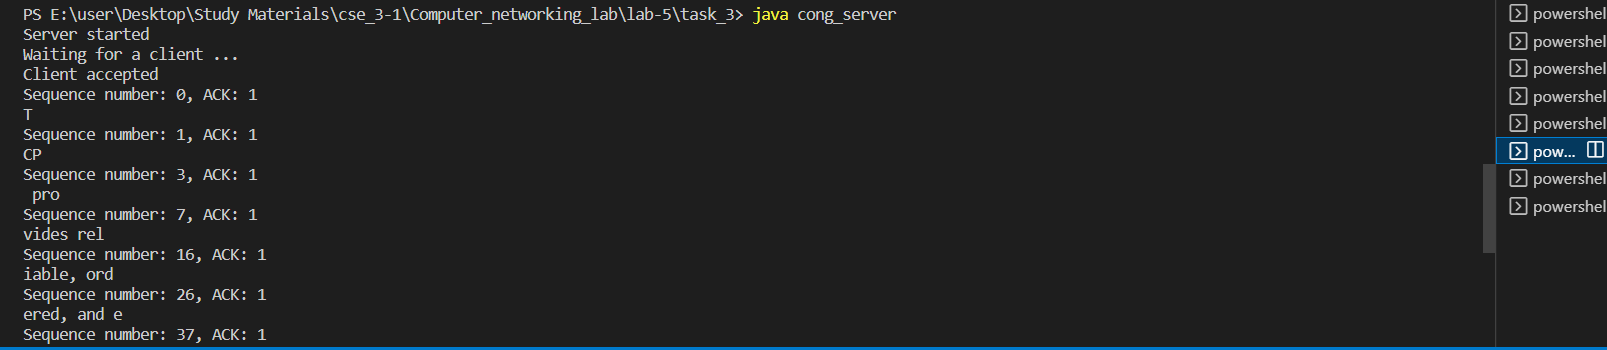 PS E:\user\Desktop\Study Materials\cse_3-1\Computer_networking_lab\lab-5\task_3> java cong_server
Server started
Waiting for a client ...
Client accepted
Sequence number: 0, ACK: 1
T
Sequence number: 1, ACK: 1
CP
Sequence number: 3, ACK: 1
 pro
Sequence number: 7, ACK: 1
vides rel
Sequence number: 16, ACK: 1
iable, ord
Sequence number: 26, ACK: 1
ered, and e
Sequence number: 37, ACK: 1
powershel
powershel
powershel
powershel
powershel
pow...
powershel
powershel